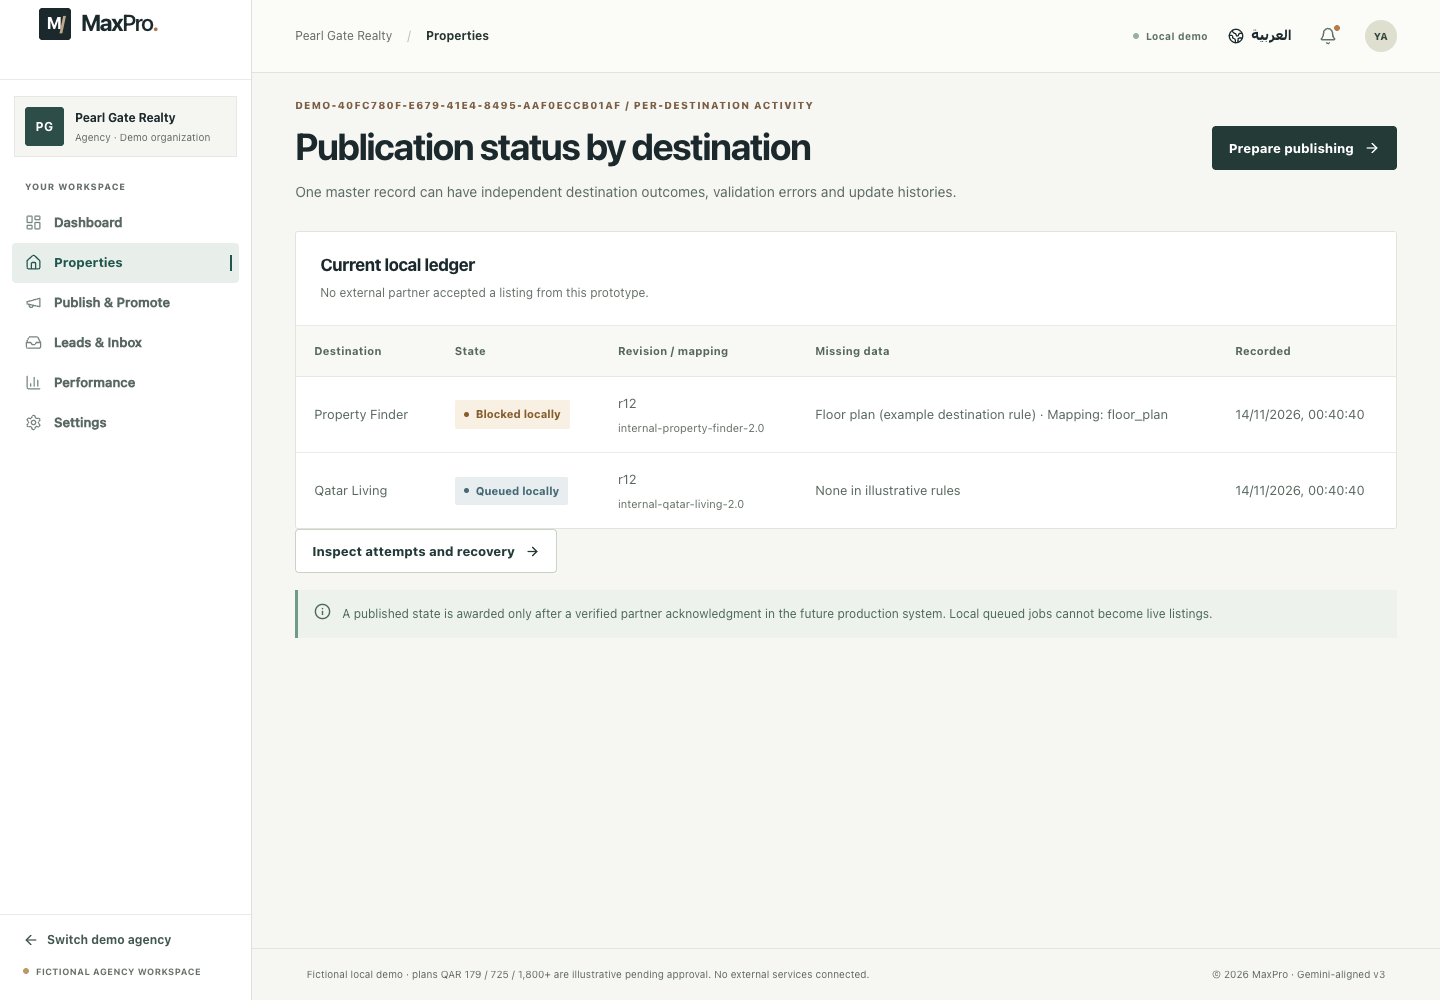 M/ MaxPro.
PG
Pearl Gate Realty
Agency · Demo organization
YOUR WORKSPACE
Dashboard
Properties
Publish & Promote
Leads & Inbox
Performance
Settings
Switch demo agency
FICTIONAL AGENCY WORKSPACE
Pearl Gate Realty / Properties
Local demo
العربية
YA
DEMO-40FC780F-E679-41E4-8495-AAF0ECCB01AF / PER-DESTINATION ACTIVITY
Publication status by destination
Prepare publishing
One master record can have independent destination outcomes, validation errors and update histories.
Current local ledger
No external partner accepted a listing from this prototype.
Destination State Revision / mapping Missing data Recorded
Property Finder Blocked locally r12 Floor plan (example destination rule) · Mapping: floor_plan 14/11/2026, 00:40:40
internal-property-finder-2.0
Qatar Living Queued locally r12 None in illustrative rules 14/11/2026, 00:40:40
internal-qatar-living-2.0
Inspect attempts and recovery
A published state is awarded only after a verified partner acknowledgment in the future production system. Local queued jobs cannot become live listings.
Fictional local demo · plans QAR 179 / 725 / 1,800+ are illustrative pending approval. No external services connected.
© 2026 MaxPro · Gemini-aligned v3